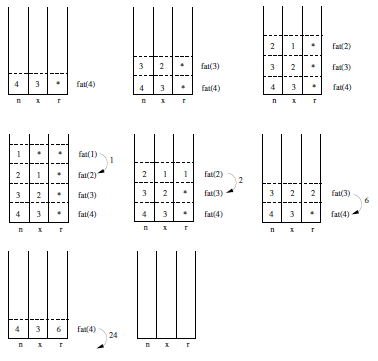 4 3 * fat(4)
n x r
3 2 * fat(3)
4 3 * fat(4)
n x r
2 1 * fat(2)
3 2 * fat(3)
4 3 * fat(4)
n x r
1 * * fat(1)
1
2 1 * fat(2)
3 2 * fat(3)
4 3 * fat(4)
n x r
2 1 1 fat(2)
2
3 2 * fat(3)
4 3 * fat(4)
n x r
3 2 2 fat(3)
6
4 3 * fat(4)
n x r
4 3 6 fat(4)
24
n x r
n x r